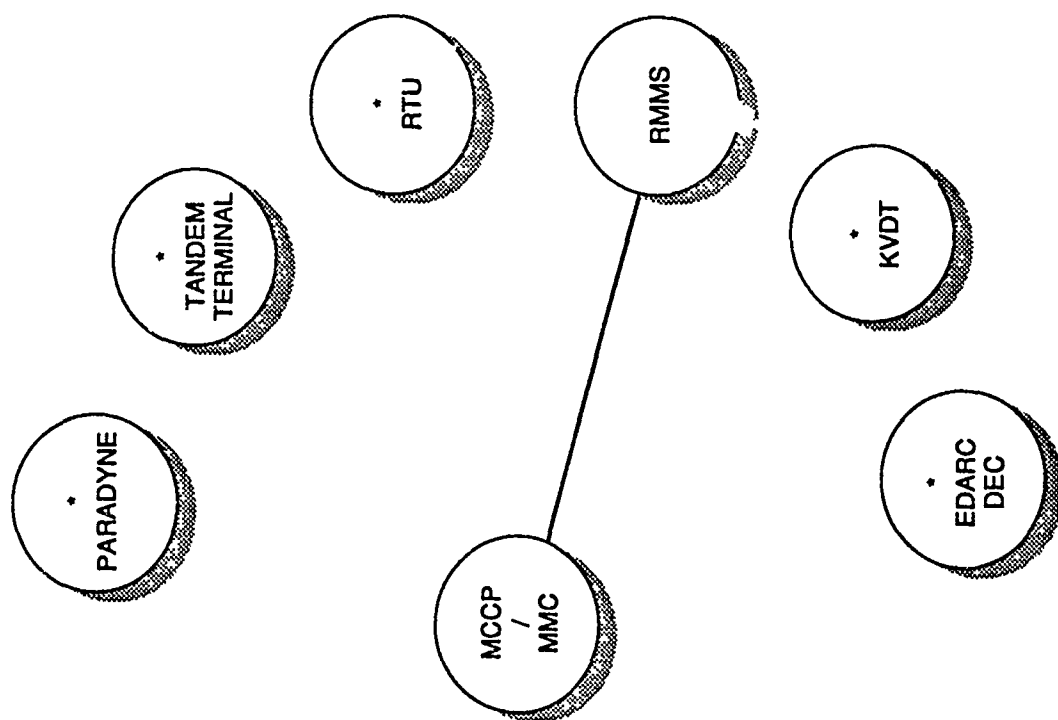 *
PARADYNE
*
TANDEM
TERMINAL
*
RTU
MCCP
/
MMC
RMMS
*
KVDT
*
EDARC
DEC